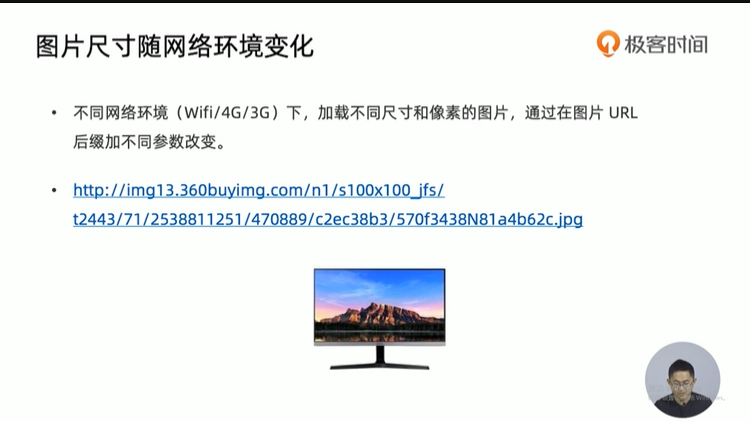 图片尺寸随网络环境变化
极客时间
• 不同网络环境（Wifi/4G/3G）下，加载不同尺寸和像素的图片，通过在图片 URL
后缀加不同参数改变。
• http://img13.360buyimg.com/n1/s100x100_jfs/
t2443/71/2538811251/470889/c2ec38b3/570f3438N81a4b62c.jpg